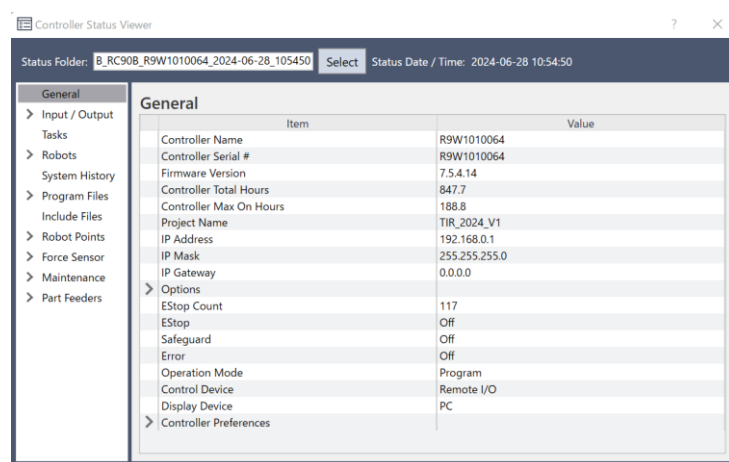 Controller Status Viewer ?
Status Folder: B_RC90B_R9W1010064_2024-06-28_105450 Select Status Date / Time: 2024-06-28 10:54:50
General
Input / Output
Tasks
Robots
System History
Program Files
Include Files
Robot Points
Force Sensor
Maintenance
Part Feeders
General
Item Value
Controller Name R9W1010064
Controller Serial # R9W1010064
Firmware Version 7.5.4.14
Controller Total Hours 847.7
Controller Max On Hours 188.8
Project Name TIR_2024_V1
IP Address 192.168.0.1
IP Mask 255.255.255.0
IP Gateway 0.0.0.0
Options
EStop Count 117
EStop Off
Safeguard Off
Error Off
Operation Mode Program
Control Device Remote I/O
Display Device PC
Controller Preferences